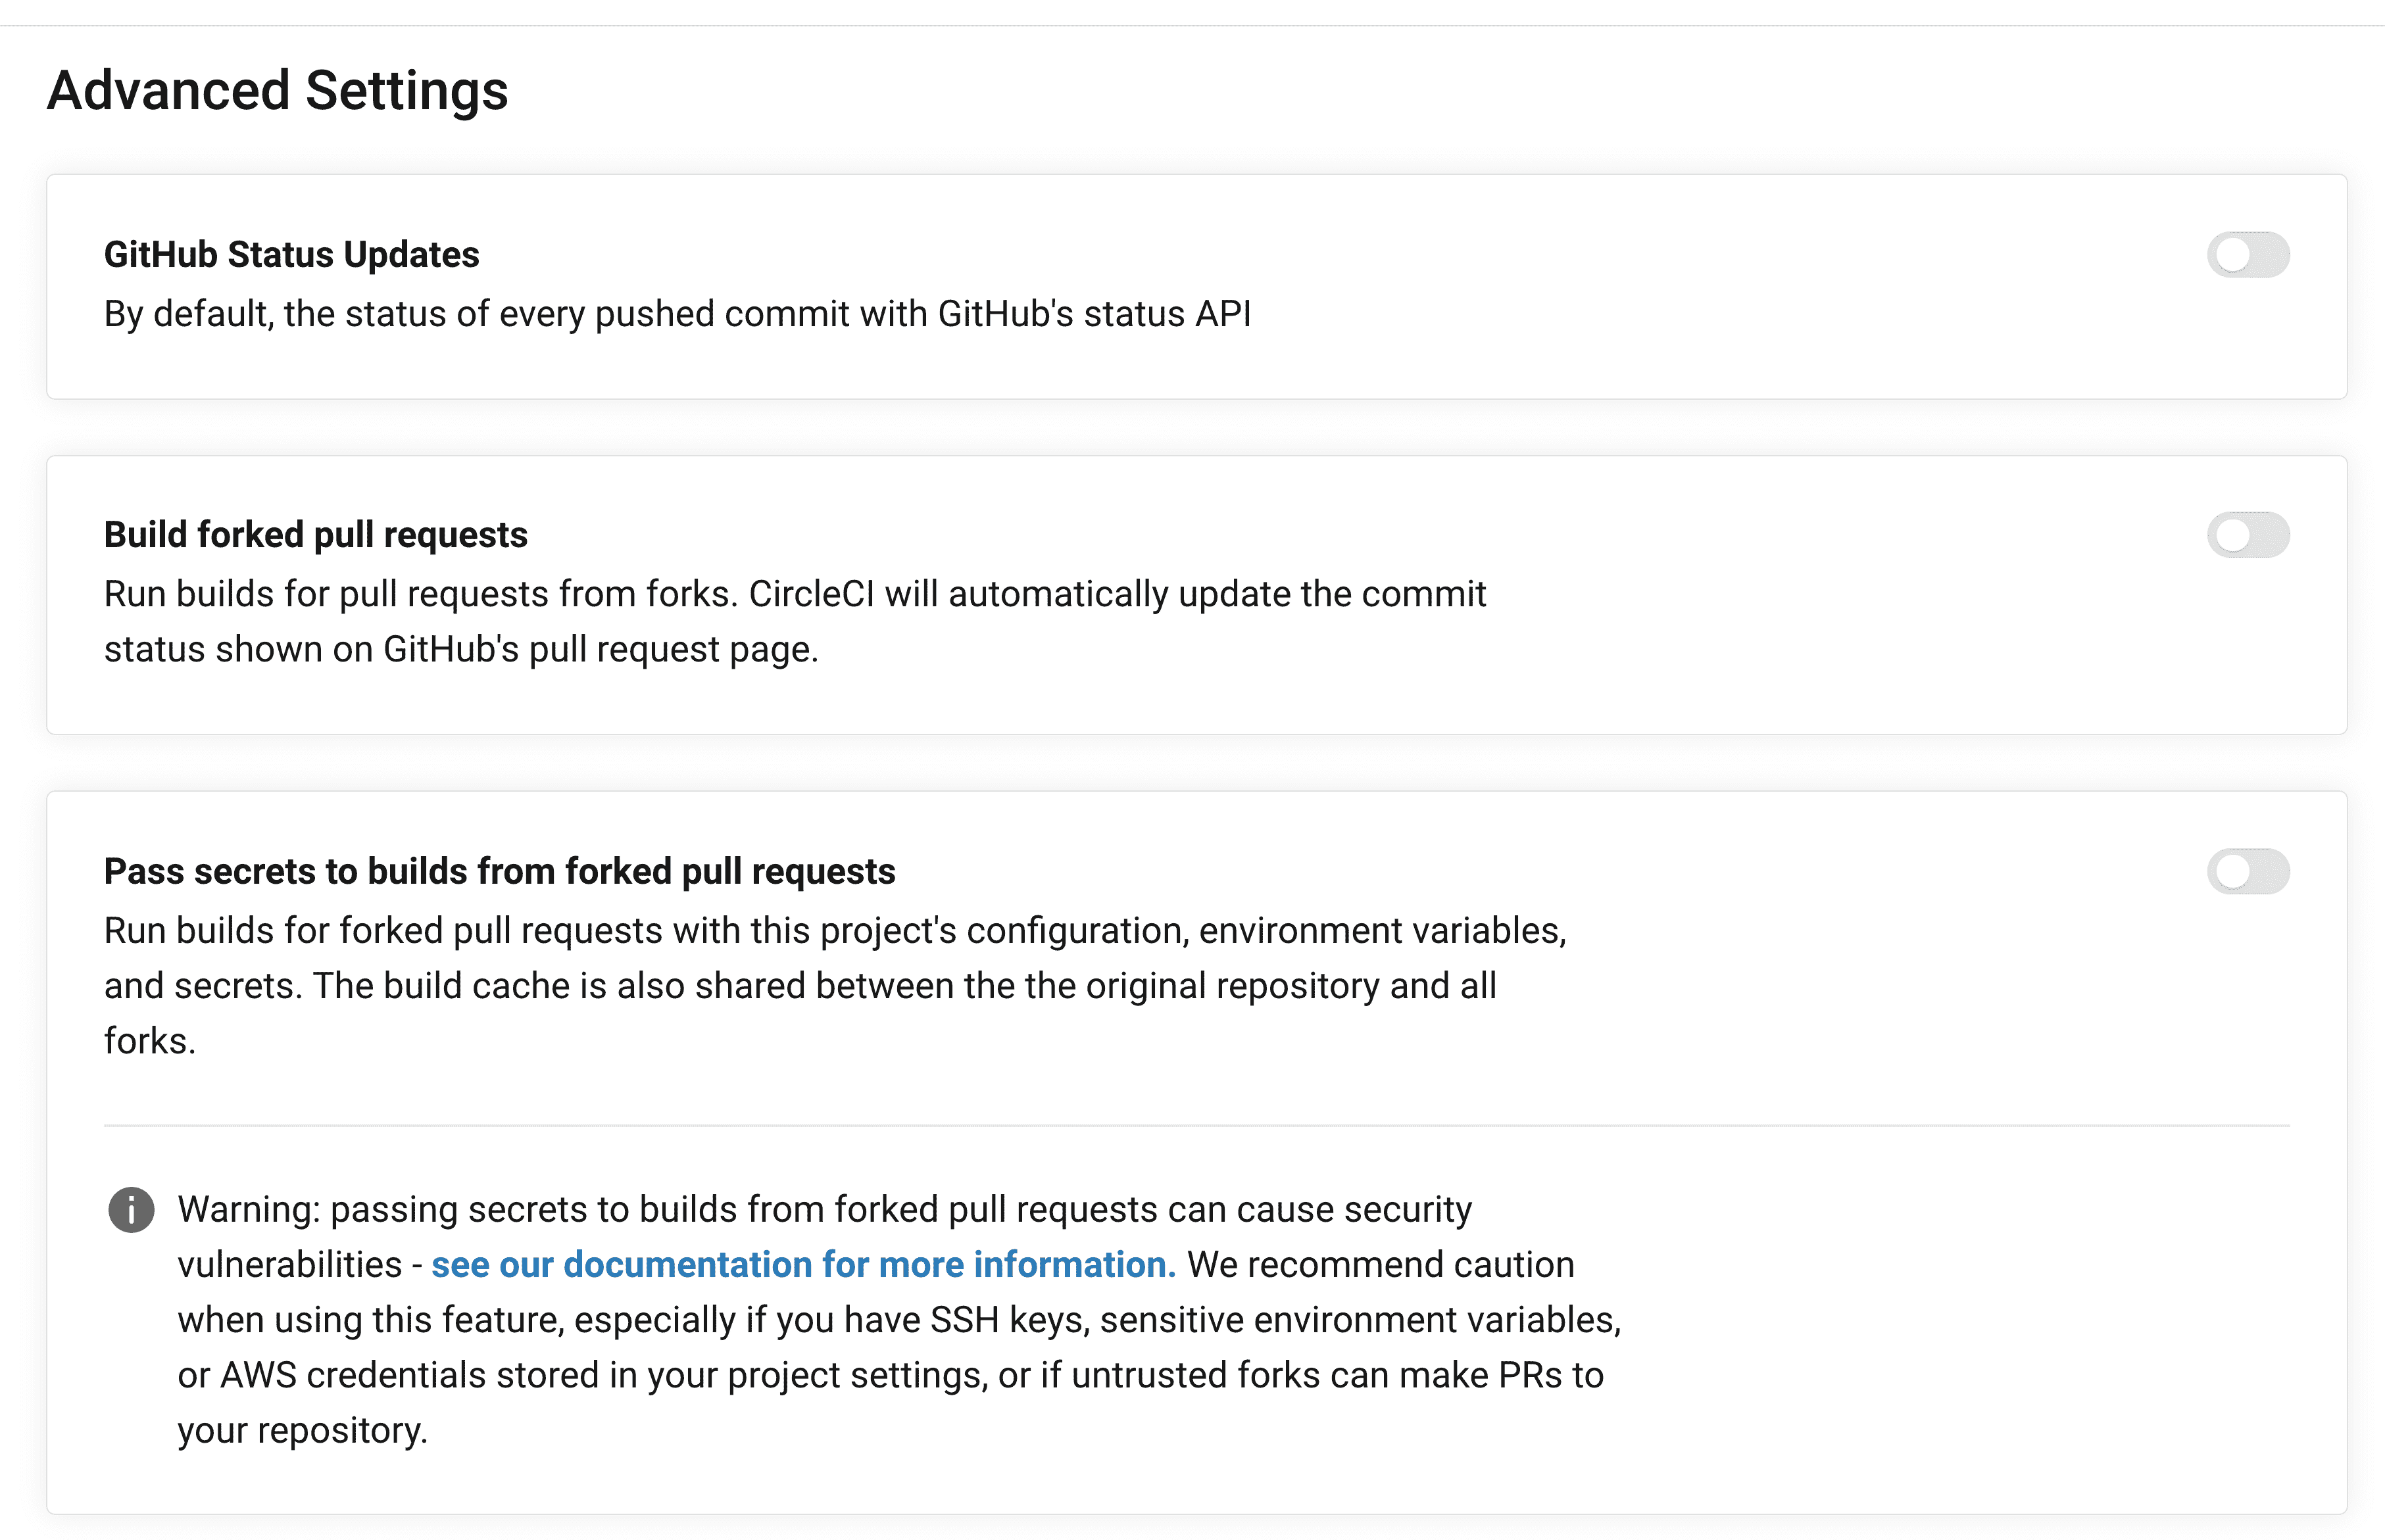 Advanced Settings
GitHub Status Updates
By default, the status of every pushed commit with GitHub's status API
Build forked pull requests
Run builds for pull requests from forks. CircleCI will automatically update the commit
status shown on GitHub's pull request page.
Pass secrets to builds from forked pull requests
Run builds for forked pull requests with this project's configuration, environment variables,
and secrets. The build cache is also shared between the the original repository and all
forks.
Warning: passing secrets to builds from forked pull requests can cause security
vulnerabilities - see our documentation for more information. We recommend caution
when using this feature, especially if you have SSH keys, sensitive environment variables,
or AWS credentials stored in your project settings, or if untrusted forks can make PRs to
your repository.